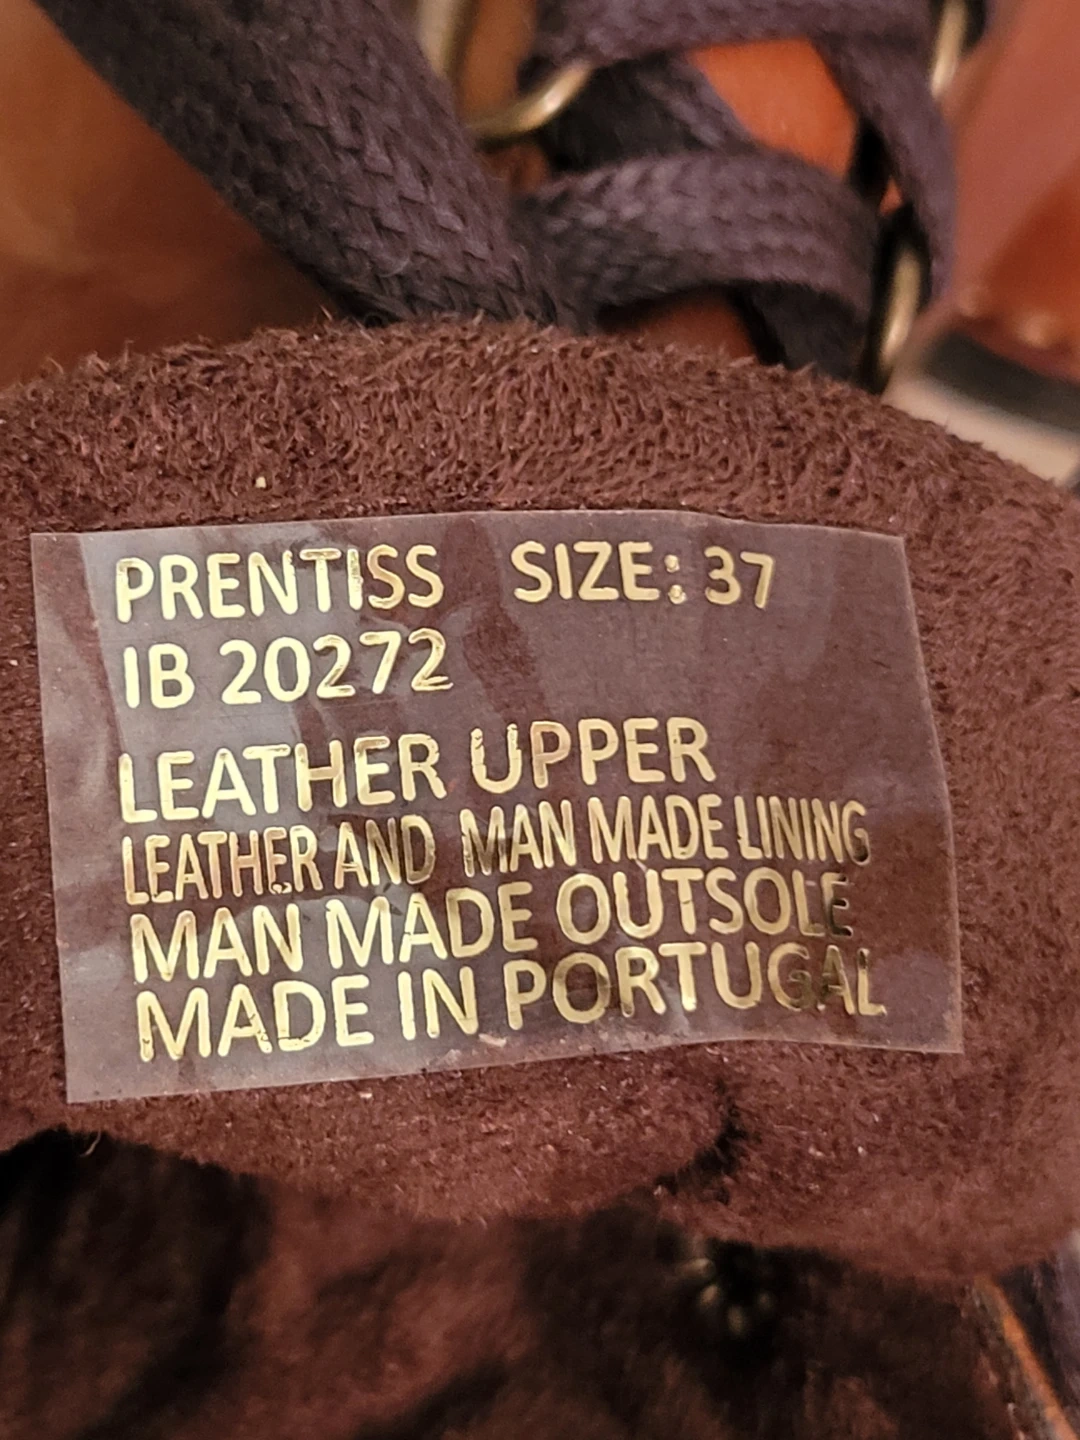 PRENTISS SIZE: 37
IB 20272
LEATHER UPPER
LEATHER AND MAN MADE LINING
MAN MADE OUTSOLE
MADE IN PORTUGAL